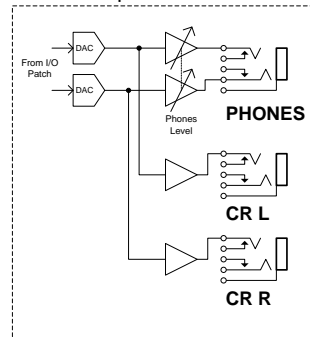 DAC
From I/O
Patch
DAC
Phones
Level
PHONES
CR L
CR R